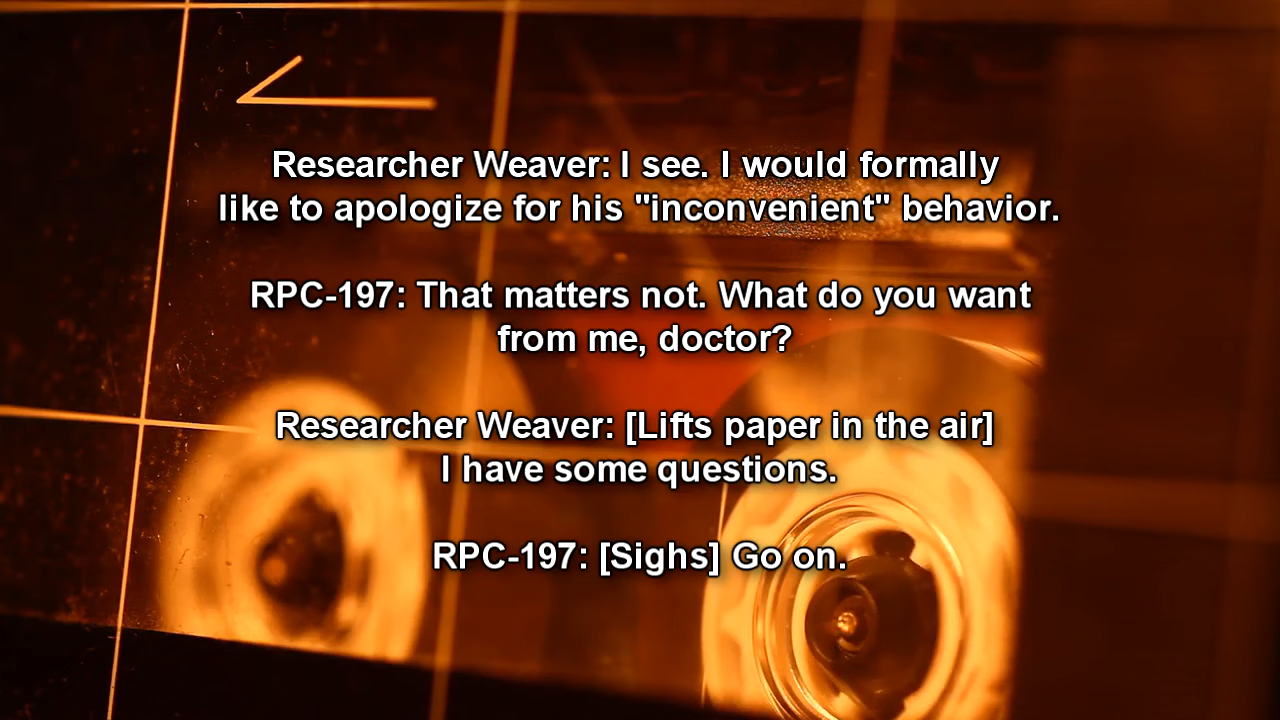 Researcher Weaver: I see. I would formally
like to apologize for his "inconvenient" behavior.
RPC-197: That matters not. What do you want
from me, doctor?
Researcher Weaver: [Lifts paper in the air]
I have some questions.
RPC-197: [Sighs] Go on.